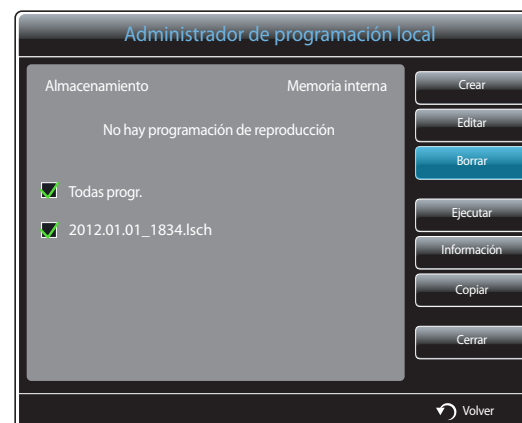 Administrador de programación local
Almacenamiento Memoria interna
No hay programación de reproducción
Todas progr.
2012.01.01_1834.lsch
Crear
Editar
Borrar
Ejecutar
Información
Copiar
Cerrar
Volver